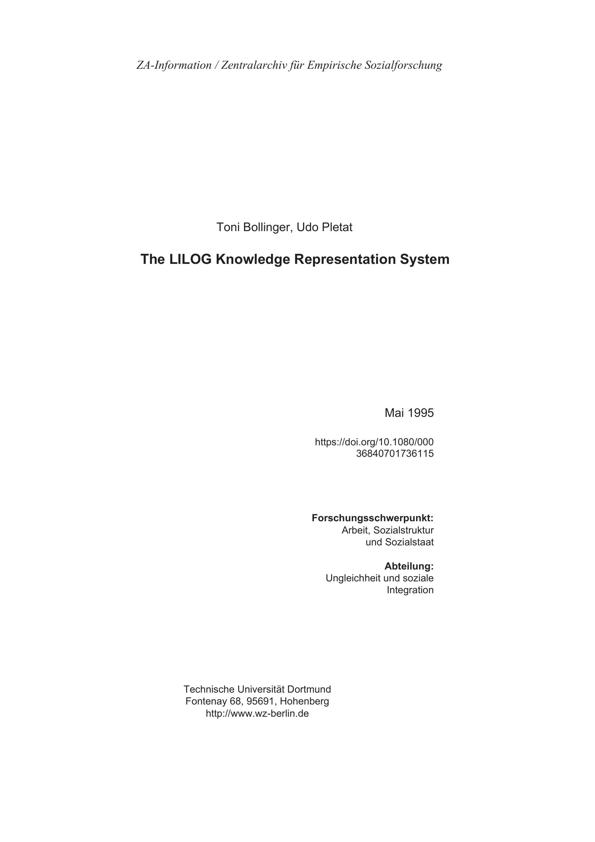 ZA-Information / Zentralarchiv für Empirische Sozialforschung
Toni Bollinger, Udo Pletat
The LILOG Knowledge Representation System
Mai 1995
https://doi.org/10.1080/000
36840701736115
Forschungsschwerpunkt:
Arbeit, Sozialstruktur
und Sozialstaat
Abteilung:
Ungleichheit und soziale
Integration
Technische Universität Dortmund
Fontenay 68, 95691, Hohenberg
http://www.wz-berlin.de